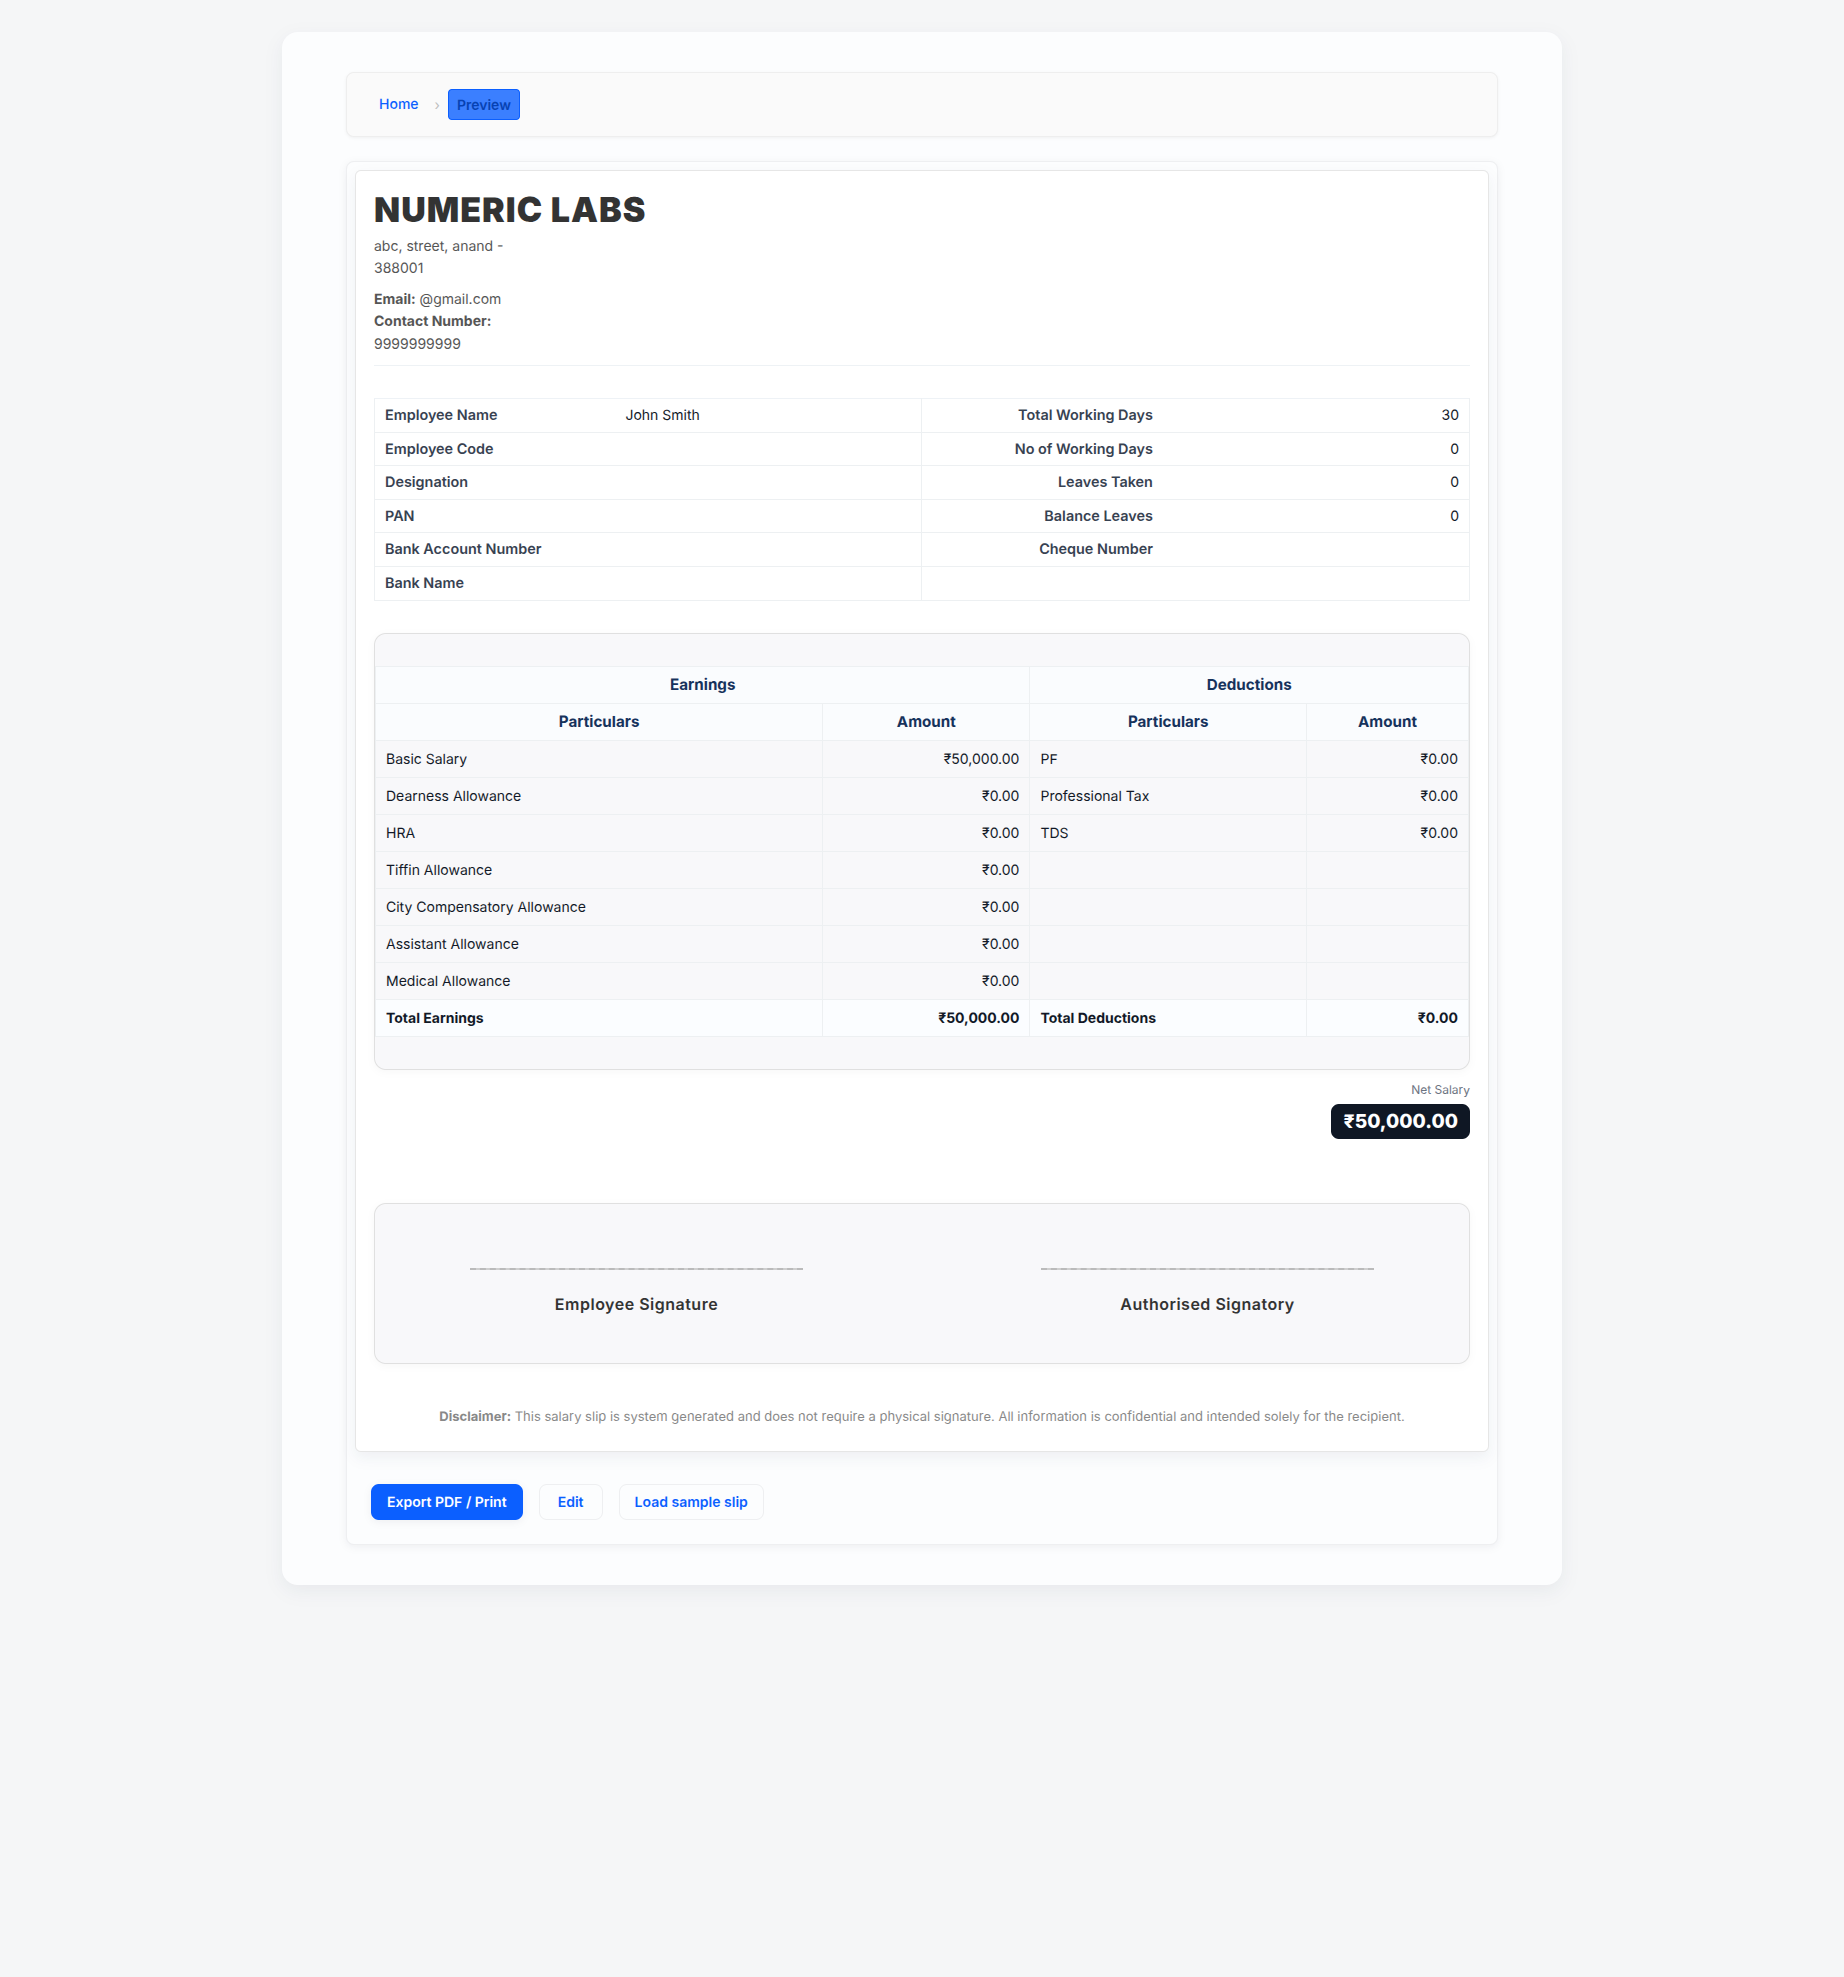 Home › Preview
NUMERIC LABS
abc, street, anand -
388001
Email: @gmail.com
Contact Number:
9999999999
Employee Name John Smith Total Working Days 30
Employee Code No of Working Days 0
Designation Leaves Taken 0
PAN Balance Leaves 0
Bank Account Number Cheque Number
Bank Name
Earnings Deductions
Particulars Amount Particulars Amount
Basic Salary ₹50,000.00 PF ₹0.00
Dearness Allowance ₹0.00 Professional Tax ₹0.00
HRA ₹0.00 TDS ₹0.00
Tiffin Allowance ₹0.00
City Compensatory Allowance ₹0.00
Assistant Allowance ₹0.00
Medical Allowance ₹0.00
Total Earnings ₹50,000.00 Total Deductions ₹0.00
Net Salary
₹50,000.00
Employee Signature Authorised Signatory
Disclaimer: This salary slip is system generated and does not require a physical signature. All information is confidential and intended solely for the recipient.
Export PDF / Print Edit Load sample slip